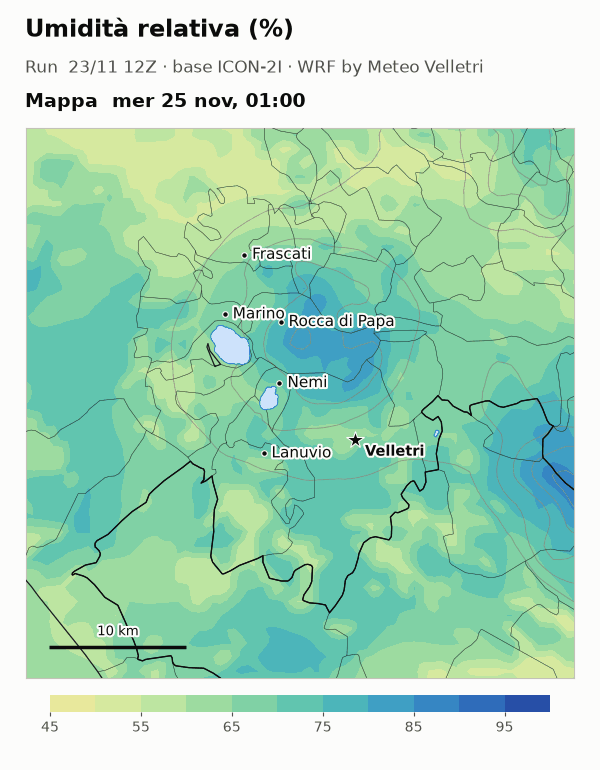 Umidità relativa (%)
Run  23/11 12Z · base ICON-2I · WRF by Meteo Velletri
Mappa  mer 25 nov, 01:00
Frascati
Marino
Rocca di Papa
Nemi
Velletri
Lanuvio
10 km
45 55 65 75 85 95